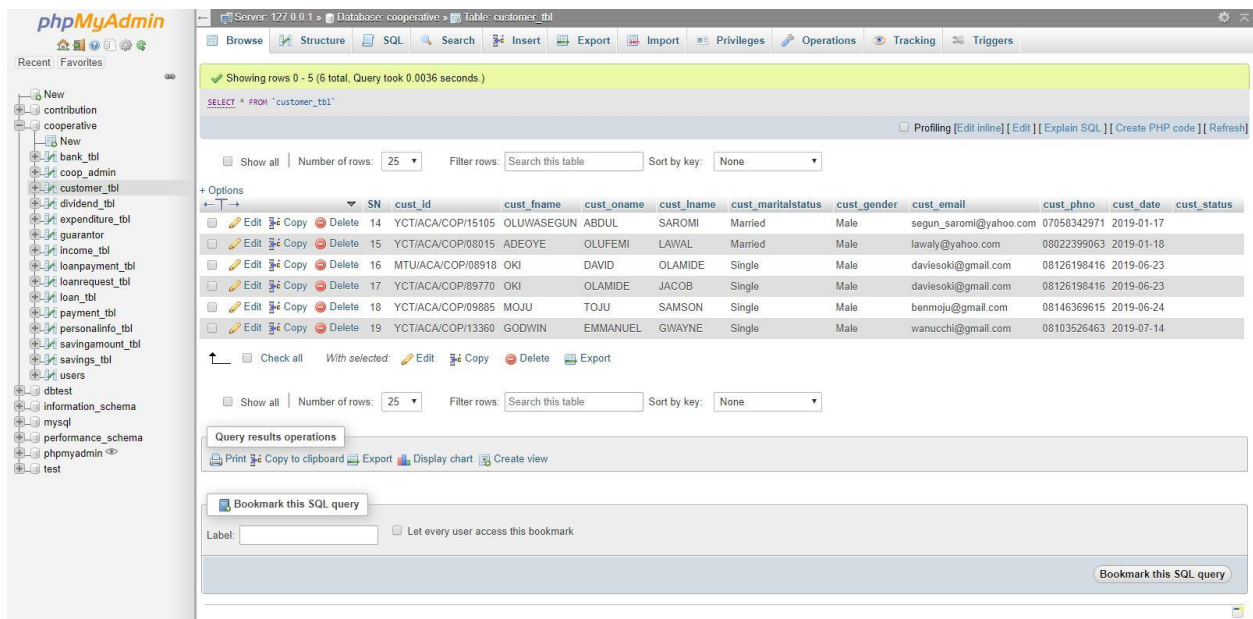 phpMyAdmin
Recent Favorites
New
contribution
cooperative
New
bank_tbl
coop_admin
customer_tbl
dividend_tbl
expenditure_tbl
guarantor
income_tbl
loanpayment_tbl
loanrequest_tbl
loan_tbl
payment_tbl
personalinfo_tbl
savingamount_tbl
savings_tbl
users
dbtest
information_schema
mysql
performance_schema
phpmyadmin
test
Server: 127.0.0.1 » Database: cooperative » Table: customer_tbl
Browse Structure SQL Search Insert Export Import Privileges Operations Tracking Triggers
Showing rows 0 - 5 (6 total, Query took 0.0036 seconds.)
SELECT * FROM `customer_tbl`
Profiling [Edit inline] [ Edit ] [ Explain SQL ] [ Create PHP code ] [ Refresh]
Show all Number of rows: 25 Filter rows: Search this table Sort by key: None
+ Options
SN cust_id cust_fname cust_oname cust_lname cust_maritalstatus cust_gender cust_email cust_phno cust_date cust_status
Edit Copy Delete 14 YCT/ACA/COP/15105 OLUWASEGUN ABDUL SAROMI Married Male segun_saromi@yahoo.com 07058342971 2019-01-17
Edit Copy Delete 15 YCT/ACA/COP/08015 ADEOYE OLUFEMI LAWAL Married Male lawaly@yahoo.com 08022399063 2019-01-18
Edit Copy Delete 16 MTU/ACA/COP/08918 OKI DAVID OLAMIDE Single Male daviesoki@gmail.com 08126198416 2019-06-23
Edit Copy Delete 17 YCT/ACA/COP/89770 OKI OLAMIDE JACOB Single Male daviesoki@gmail.com 08126198416 2019-06-23
Edit Copy Delete 18 YCT/ACA/COP/09885 MOJU TOJU SAMSON Single Male benmoju@gmail.com 08146369615 2019-06-24
Edit Copy Delete 19 YCT/ACA/COP/13360 GODWIN EMMANUEL GWAYNE Single Male wanucchi@gmail.com 08103526463 2019-07-14
Check all With selected: Edit Copy Delete Export
Show all Number of rows: 25 Filter rows: Search this table Sort by key: None
Query results operations
Print Copy to clipboard Export Display chart Create view
Bookmark this SQL query
Label: Let every user access this bookmark
Bookmark this SQL query